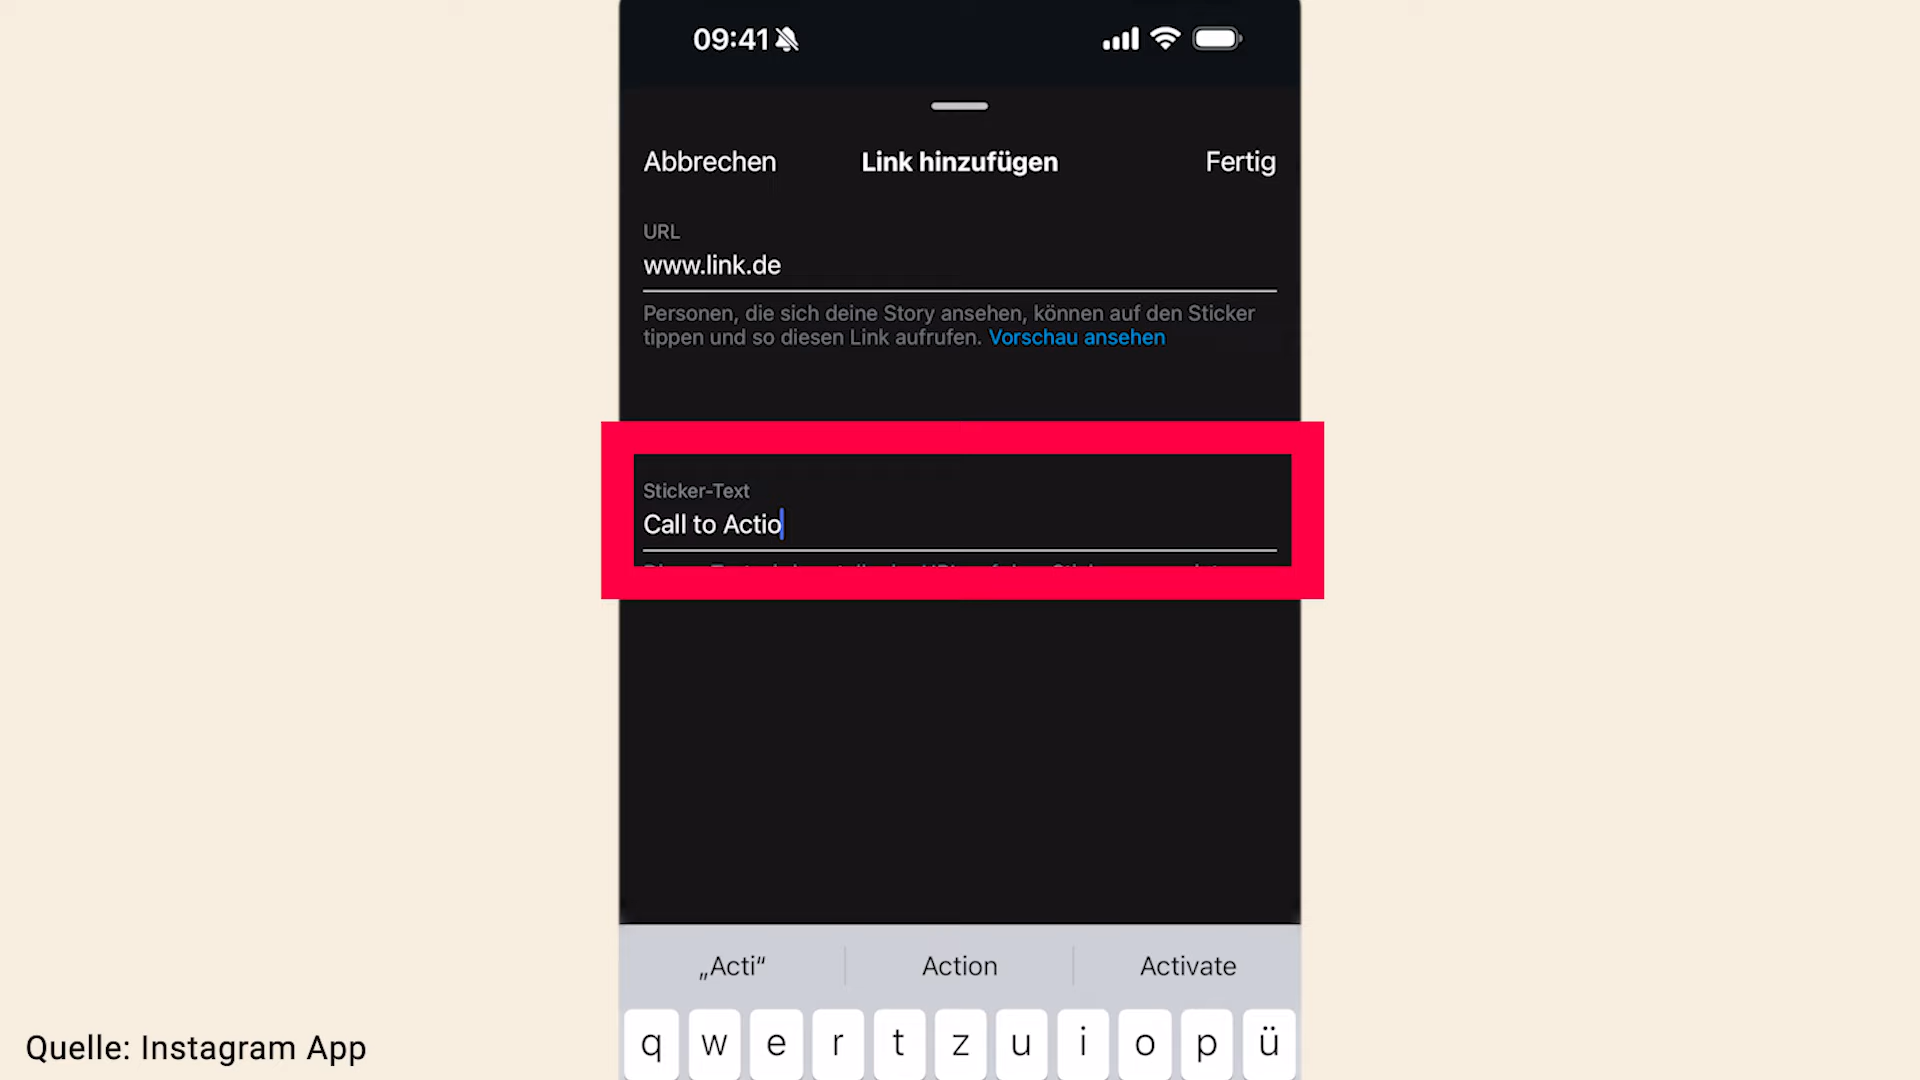 09:41
Abbrechen
Link hinzufügen
Fertig
URL
www.link.de
Personen, die sich deine Story ansehen, können auf den Sticker
tippen und so diesen Link aufrufen. Vorschau ansehen
Sticker-Text
Call to Actio
„Acti“
Action
Activate
q w e r t z u i o p ü
Quelle: Instagram App